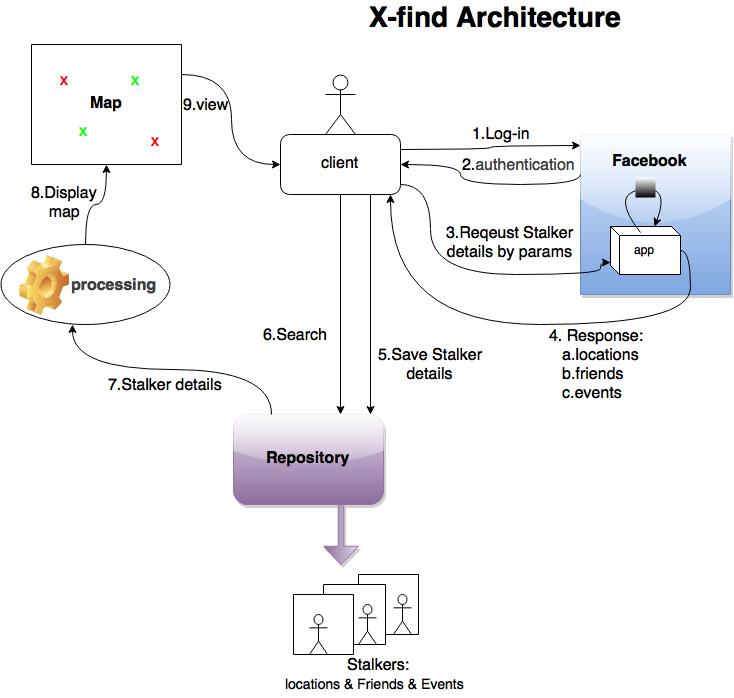 X-find Architecture
x
x
Map
x
x
9.view
client
1.Log-in
2.authentication
Facebook
8.Display
map
3.Reqeust Stalker
details by params
app
processing
6.Search
5.Save Stalker
details
4. Response:
a.locations
b.friends
c.events
7.Stalker details
Repository
Stalkers:
locations & Friends & Events